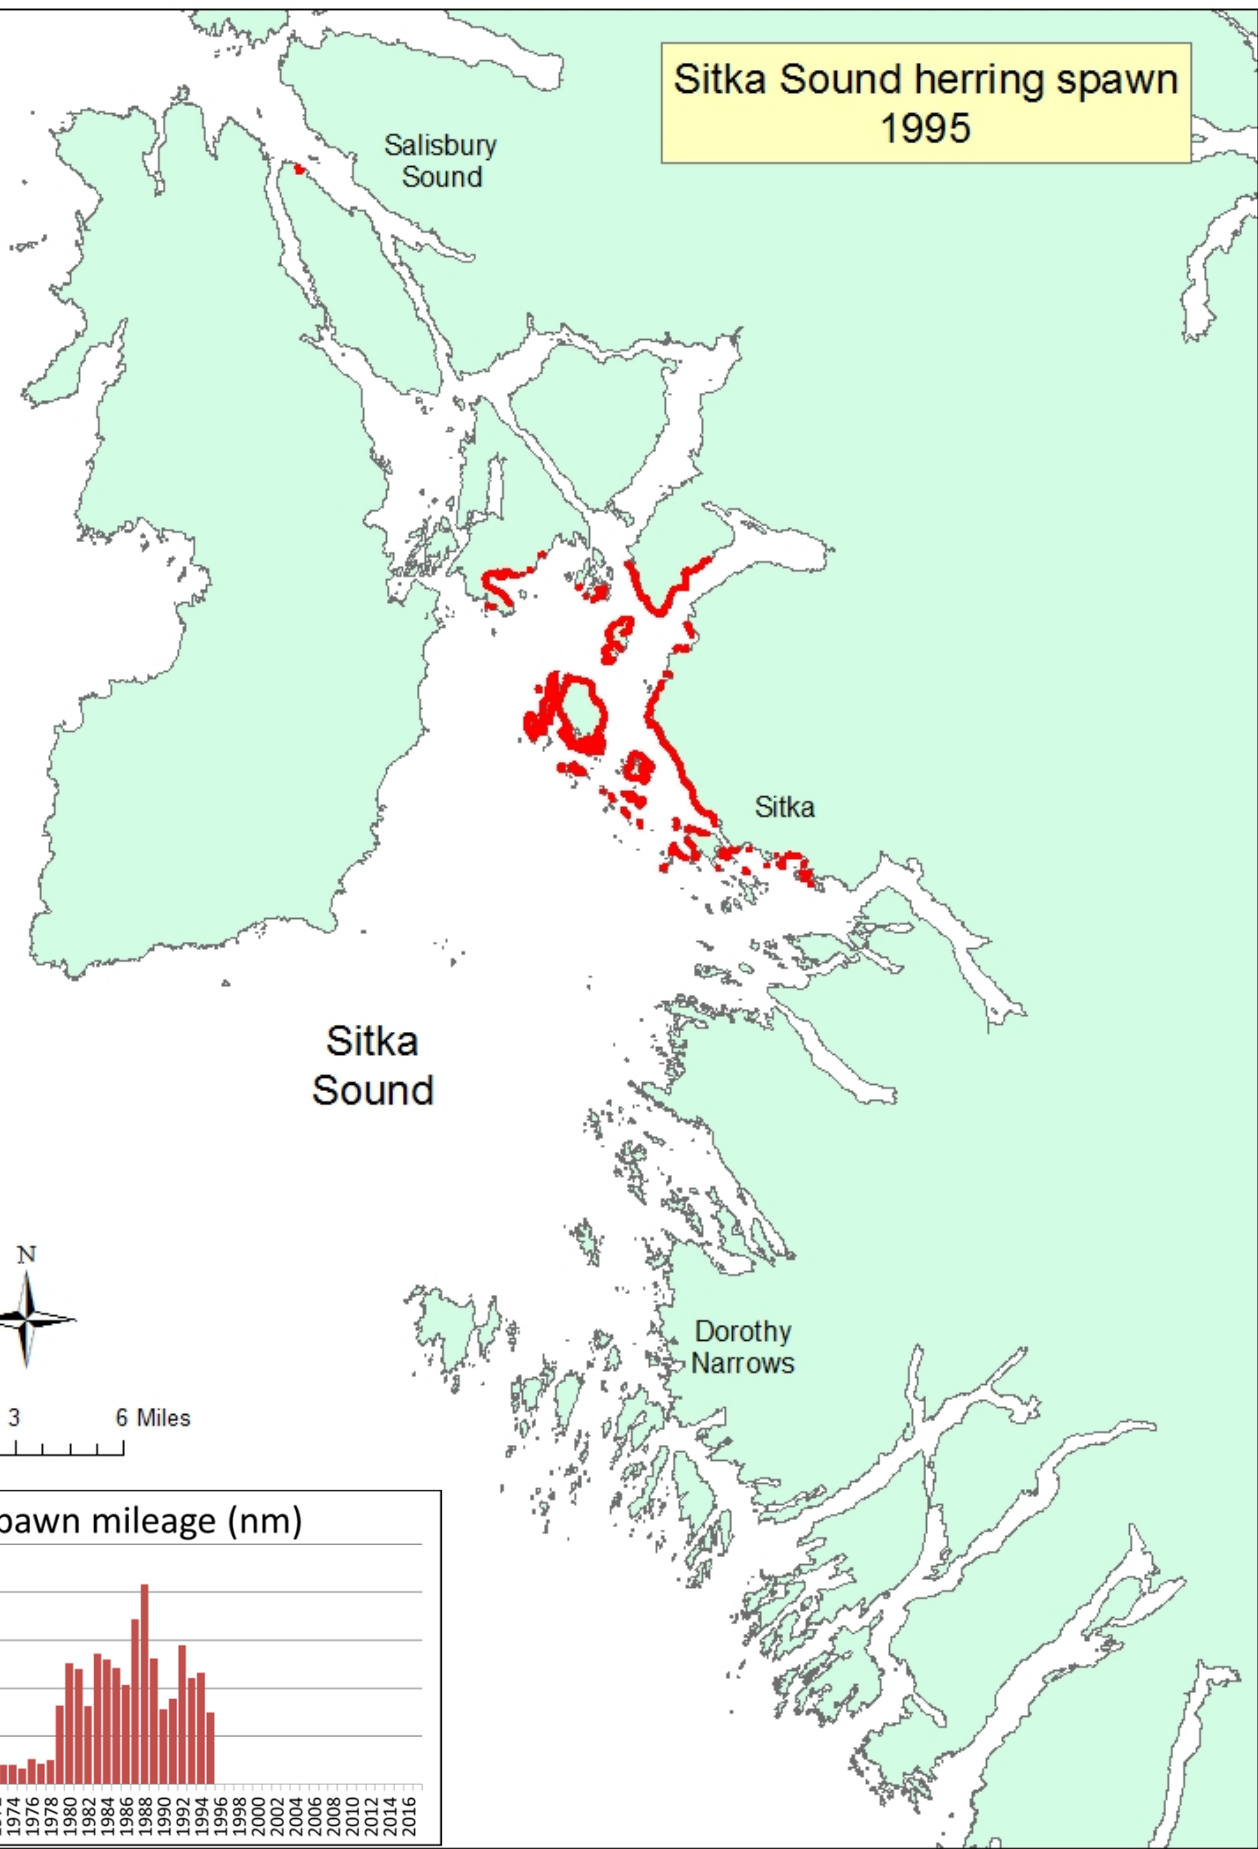 Sitka Sound herring spawn
1995
Salisbury
Sound
Sitka
Sitka
Sound
N
Dorothy
Narrows
3 6 Miles
pawn mileage (nm)
1974 1976 1978 1980 1982 1984 1986 1988 1990 1992 1994 1996 1998 2000 2002 2004 2006 2008 2010 2012 2014 2016